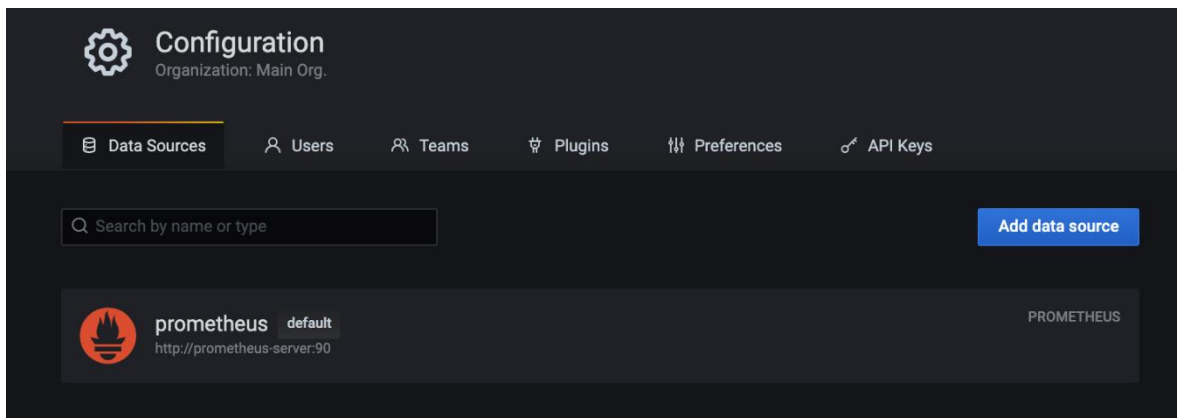 Configuration
Organization: Main Org.
Data Sources Users Teams Plugins Preferences API Keys
Search by name or type
Add data source
prometheus default
PROMETHEUS
http://prometheus-server:90